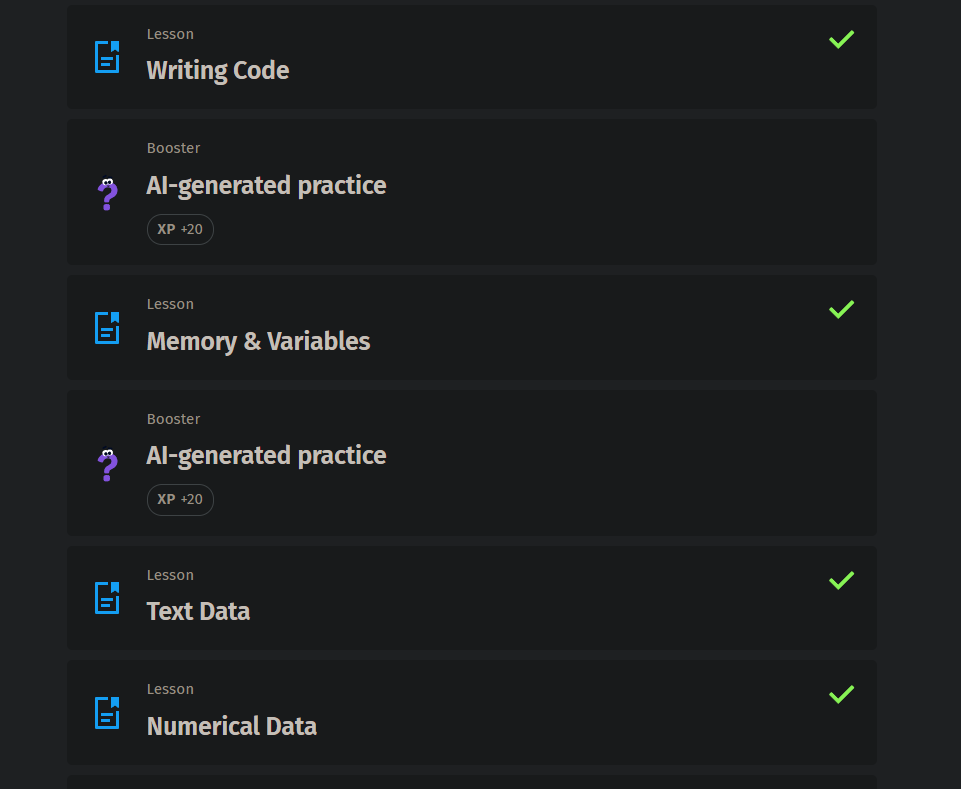 Lesson
Writing Code
Booster
AI-generated practice
XP +20
Lesson
Memory & Variables
Booster
AI-generated practice
XP +20
Lesson
Text Data
Lesson
Numerical Data